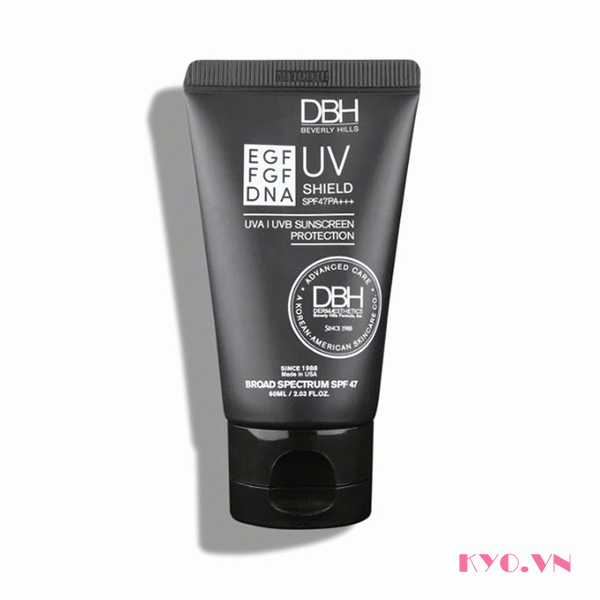 DBH
BEVERLY HILLS
EGF
FGF
DNA
UV
SHIELD
SPF47PA+++
UVA | UVB SUNSCREEN
PROTECTION
ADVANCED CARE
DBH
DERMAESTHETICS
Beverly Hills Formula, Inc.
SINCE 1988
A KOREAN-AMERICAN SKINCARE CO.
SINCE 1988
Made in USA
BROAD SPECTRUM SPF 47
60ML / 2.03 FL.OZ.
KYO.VN